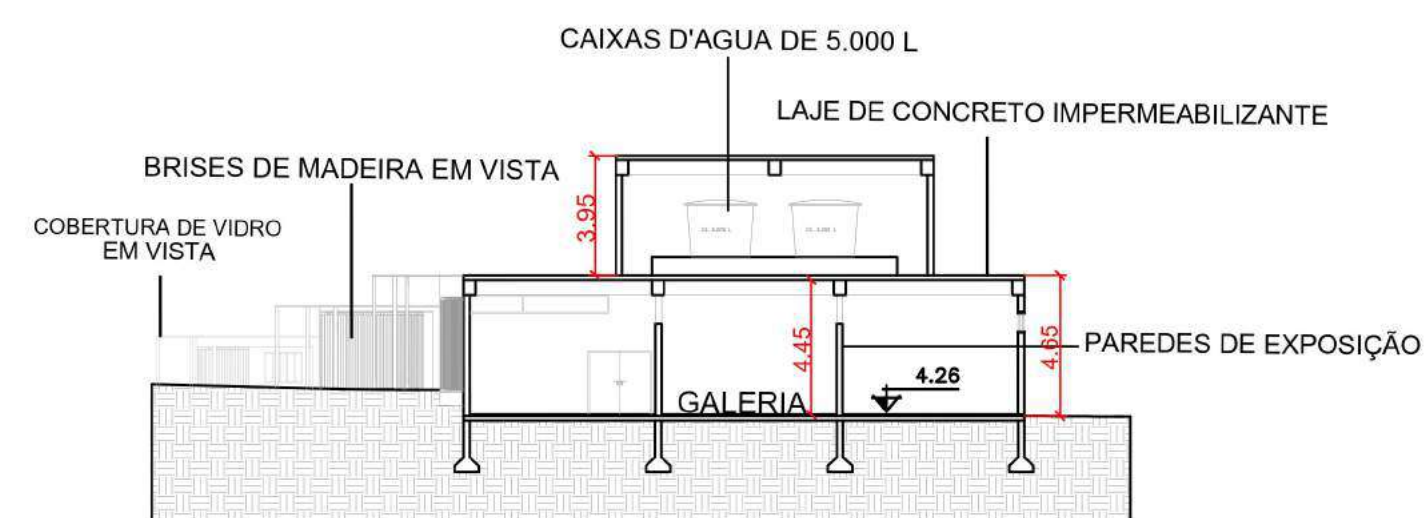 CAIXAS D'AGUA DE 5.000 L
LAJE DE CONCRETO IMPERMEABILIZANTE
BRISES DE MADEIRA EM VISTA
COBERTURA DE VIDRO
EM VISTA
3.95
4.45
4.65
PAREDES DE EXPOSIÇÃO
4.26
GALERIA